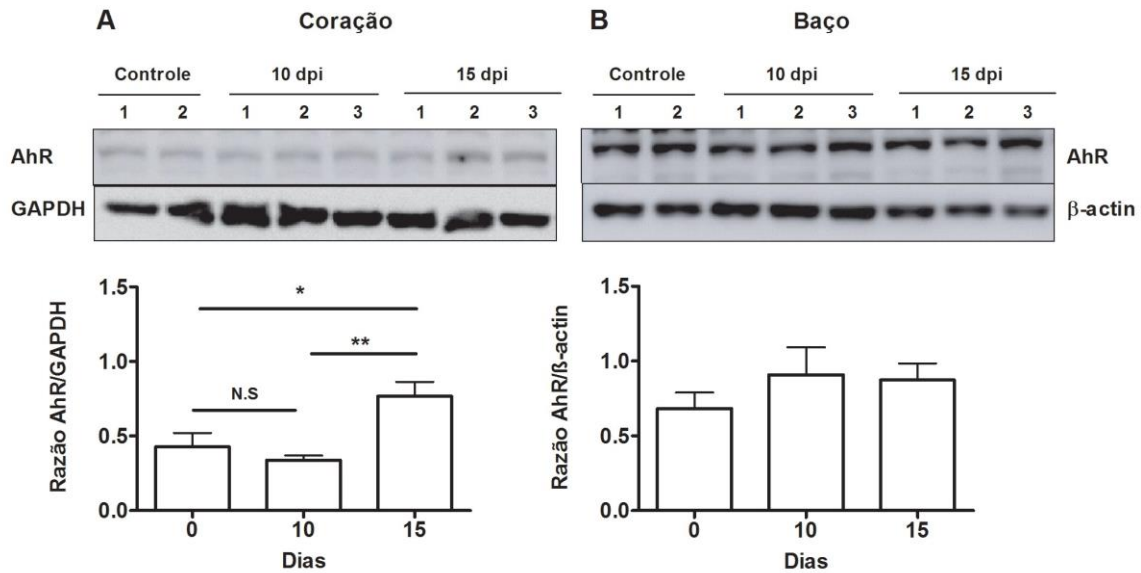 A Coração
Controle 10 dpi 15 dpi
1 2 1 2 3 1 2 3
AhR
GAPDH
1.5
1.0
0.5
0.0
Razão AhR/GAPDH
*
**
N.S
0 10 15
Dias
B Baço
Controle 10 dpi 15 dpi
1 2 1 2 3 1 2 3
AhR
β-actin
1.5
1.0
0.5
0.0
Razão AhR/ß-actin
0 10 15
Dias